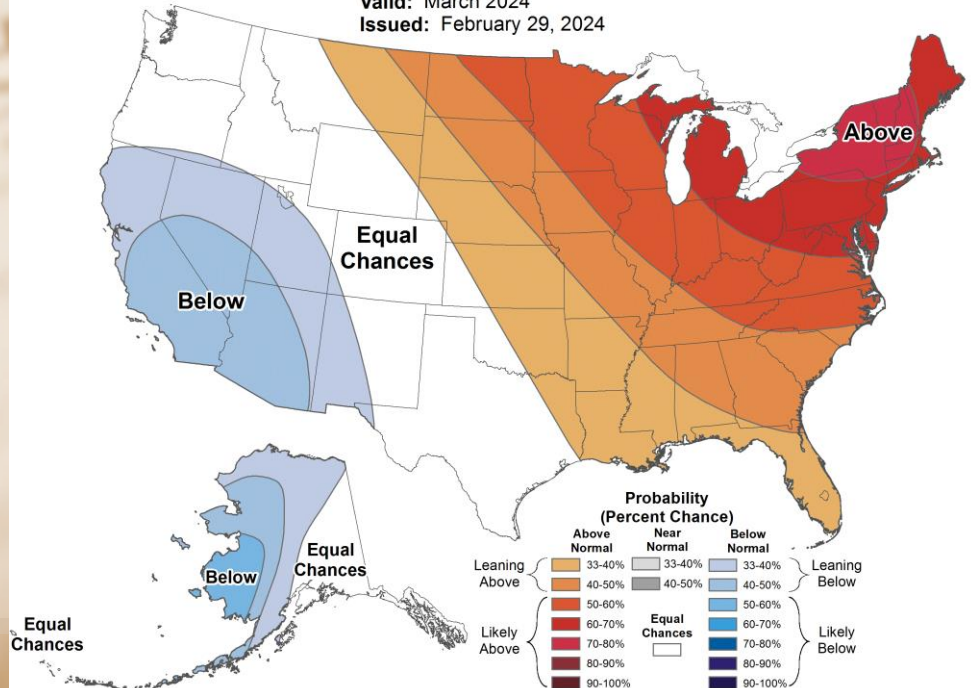 Valid: March 2024
Issued: February 29, 2024
Above
Equal
Chances
Below
Below
Equal
Chances
Equal
Chances
Probability
(Percent Chance)
Above
Normal
Near
Normal
Below
Normal
Leaning
Above
33-40%
40-50%
33-40%
40-50%
33-40%
40-50%
Leaning
Below
Likely
Above
50-60%
60-70%
70-80%
80-90%
90-100%
Equal
Chances
50-60%
60-70%
70-80%
80-90%
90-100%
Likely
Below